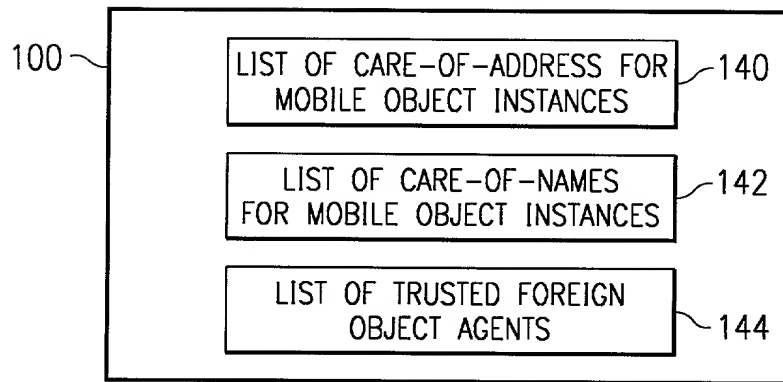 100
LIST OF CARE-OF-ADDRESS FOR
MOBILE OBJECT INSTANCES
140
LIST OF CARE-OF-NAMES
FOR MOBILE OBJECT INSTANCES
142
LIST OF TRUSTED FOREIGN
OBJECT AGENTS
144